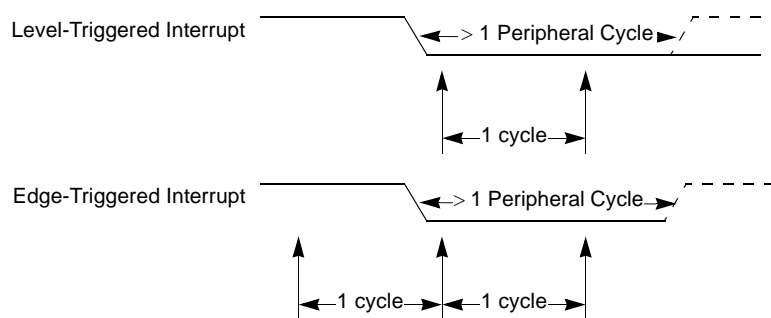 Level-Triggered Interrupt
> 1 Peripheral Cycle
1 cycle
Edge-Triggered Interrupt
> 1 Peripheral Cycle
1 cycle
1 cycle